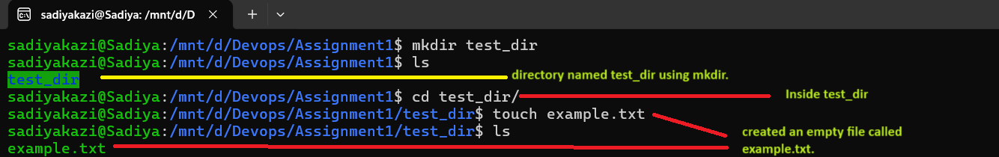 sadiyakazi@Sadiya: /mnt/d/D
sadiyakazi@Sadiya:/mnt/d/Devops/Assignment1$ mkdir test_dir
sadiyakazi@Sadiya:/mnt/d/Devops/Assignment1$ ls
test_dir directory named test_dir using mkdir.
sadiyakazi@Sadiya:/mnt/d/Devops/Assignment1$ cd test_dir/ Inside test_dir
sadiyakazi@Sadiya:/mnt/d/Devops/Assignment1/test_dir$ touch example.txt
sadiyakazi@Sadiya:/mnt/d/Devops/Assignment1/test_dir$ ls
created an empty file called
example.txt example.txt.